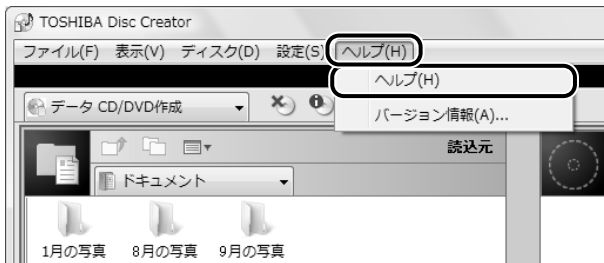 TOSHIBA Disc Creator
ファイル(F) 表示(V) ディスク(D) 設定(S) ヘルプ(H)
ヘルプ(H)
バージョン情報(A)...
データ CD/DVD作成
読込元
ドキュメント
1月の写真 8月の写真 9月の写真